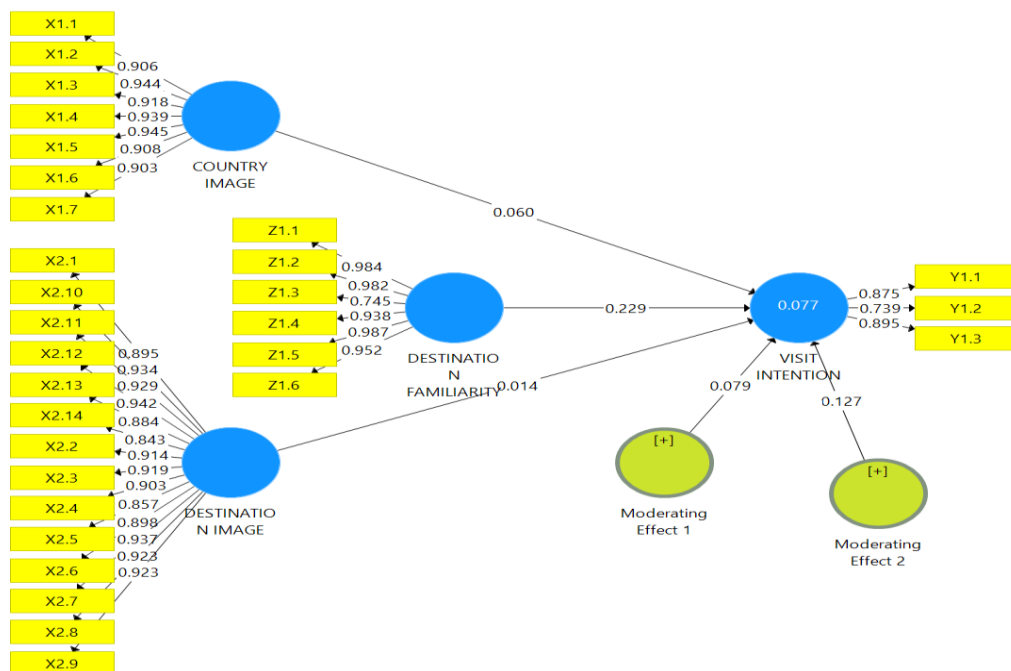 X1.1
X1.2
X1.3
X1.4
X1.5
X1.6
X1.7
0.906
0.944
0.918
0.939
0.945
0.908
0.903
COUNTRY
IMAGE
0.060
Z1.1
Z1.2
Z1.3
Z1.4
Z1.5
Z1.6
0.984
0.982
0.745
0.938
0.987
0.952
DESTINATIO
N
FAMILIARITY
0.229
X2.1
X2.10
X2.11
X2.12
X2.13
X2.14
X2.2
X2.3
X2.4
X2.5
X2.6
X2.7
X2.8
X2.9
0.895
0.934
0.929
0.942
0.884
0.843
0.914
0.919
0.903
0.857
0.898
0.937
0.923
0.923
DESTINATIO
N IMAGE
0.014
0.077
VISIT
INTENTION
0.875
0.739
0.895
Y1.1
Y1.2
Y1.3
0.079
0.127
[+]
Moderating
Effect 1
[+]
Moderating
Effect 2